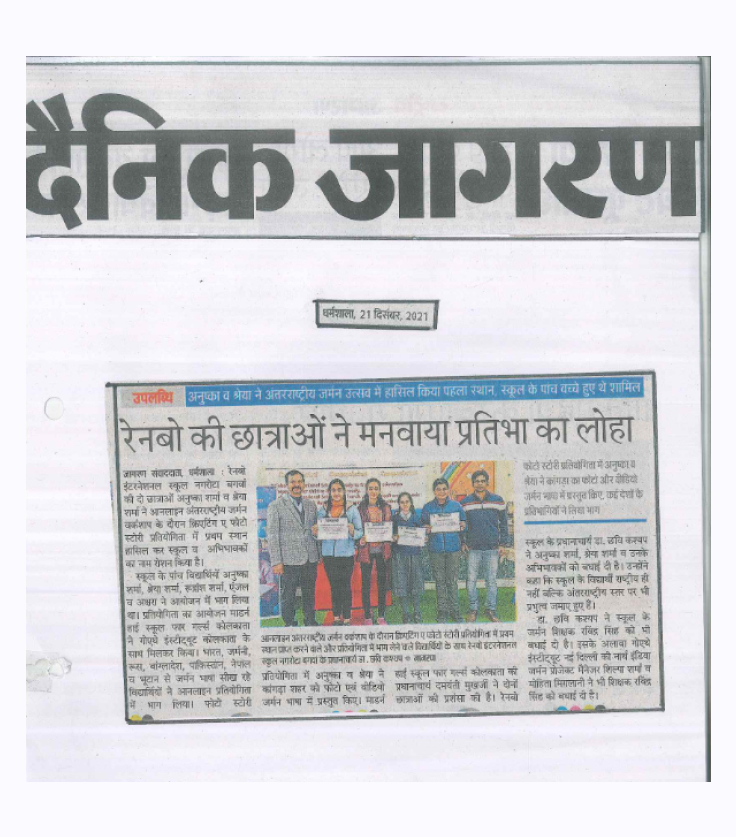 दैनिक जागरण
धर्मशाला, 21 दिसंबर, 2021
उपलब्धि
अनुष्का व श्रेया ने अंतरराष्ट्रीय जर्मन उत्सव में हासिल किया पहला स्थान, स्कूल के पांच बच्चे हुए थे शामिल
रेनबो की छात्राओं ने मनवाया प्रतिभा का लोहा
जागरण संवाददाता, धर्मशाला : रेनबो
इंटरनेशनल स्कूल नगरोटा बगवां
की दो छात्राओं अनुष्का शर्मा व श्रेया
शर्मा ने आनलाइन अंतरराष्ट्रीय जर्मन
वर्कशाप के दौरान क्रिएटिंग ए फोटो
स्टोरी प्रतियोगिता में प्रथम स्थान
हासिल कर स्कूल व अभिभावकों
का नाम रोशन किया है।
स्कूल के पांच विद्यार्थियों अनुष्का
शर्मा, श्रेया शर्मा, रूद्रांश शर्मा, एंजल
व अक्षरा ने आयोजन में भाग लिया
था। प्रतियोगिता का आयोजन माडर्न
हाई स्कूल फार गर्ल्स कोलकाता
ने गोएथे इंस्टीट्यूट कोलकाता के
साथ मिलकर किया। भारत, जर्मनी,
रूस, बांग्लादेश, पाकिस्तान, नेपाल
व भूटान से जर्मन भाषा सीख रहे
विद्यार्थियों ने आनलाइन प्रतियोगिता
में भाग लिया। फोटो स्टोरी
आनलाइन अंतरराष्ट्रीय जर्मन वर्कशाप के दौरान क्रिएटिंग ए फोटो स्टोरी प्रतियोगिता में प्रथम
स्थान प्राप्त करने वाले और प्रतियोगिता में भाग लेने वाले विद्यार्थियों के साथ रेनबो इंटरनेशनल
स्कूल नगरोटा बगवां के प्रधानाचार्य डा. छवि कश्यप ● जागरण
प्रतियोगिता में अनुष्का व श्रेया ने
कांगड़ा शहर को फोटो एवं वीडियो
जर्मन भाषा में प्रस्तुत किए। माडर्न
हाई स्कूल फार गर्ल्स कोलकाता की
प्रधानाचार्य दमयंती मुखर्जी ने दोनों
छात्राओं की प्रशंसा की है। रेनबो
फोटो स्टोरी प्रतियोगिता में अनुष्का व
श्रेया ने कांगड़ा का फोटो और वीडियो
जर्मन भाषा में प्रस्तुत किए, कई देशों के
प्रतिभागियों ने लिया भाग
स्कूल के प्रधानाचार्य डा. छवि कश्यप
ने अनुष्का शर्मा, श्रेया शर्मा व उनके
अभिभावकों को बधाई दी है। उन्होंने
कहा कि स्कूल के विद्यार्थी राष्ट्रीय ही
नहीं बल्कि अंतरराष्ट्रीय स्तर पर भी
प्रभुत्व जमाए हुए हैं।
डा. छवि कश्यप ने स्कूल के
जर्मन शिक्षक रविंद्र सिंह को भी
बधाई दी है। इसके अलावा गोएथे
इंस्टीट्यूट नई दिल्ली की नार्थ इंडिया
जर्मन प्रोजेक्ट मैनेजर शिल्पा शर्मा व
मोहिता मिसालानी ने भी शिक्षक रविंद्र
सिंह को बधाई दी है।